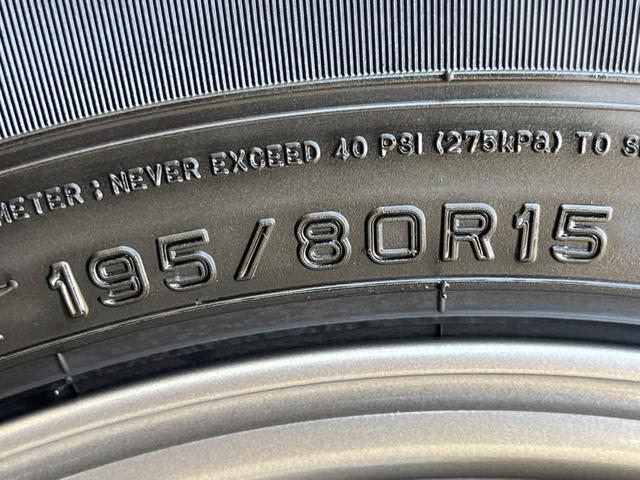 METER ; NEVER EXCEED 40 PSI (275kPa) TO S
195/80R15